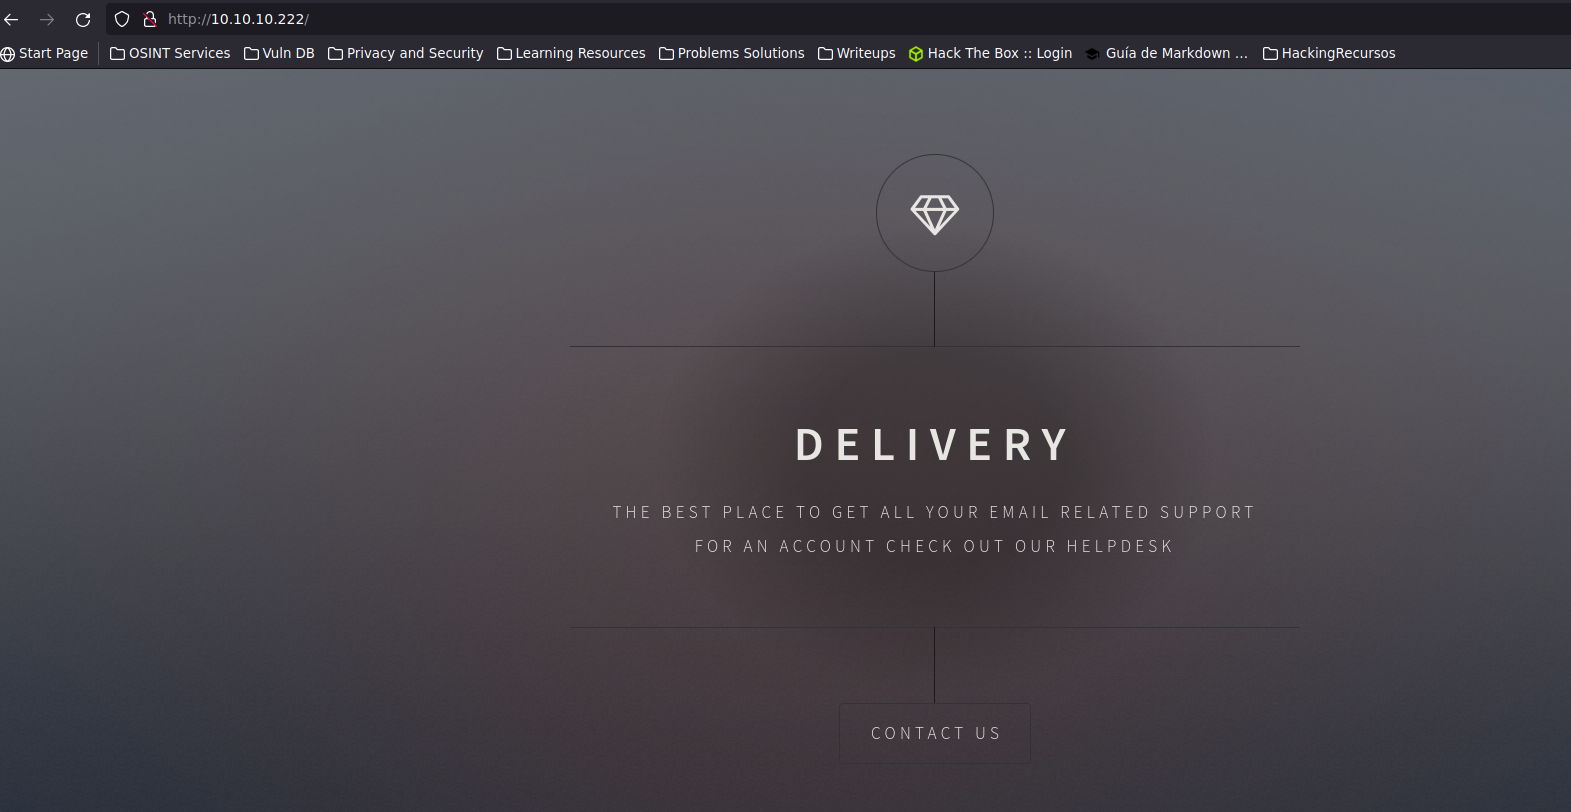 http://10.10.10.222/
Start Page OSINT Services Vuln DB Privacy and Security Learning Resources Problems Solutions Writeups Hack The Box :: Login Guía de Markdown ... HackingRecursos
DELIVERY
THE BEST PLACE TO GET ALL YOUR EMAIL RELATED SUPPORT
FOR AN ACCOUNT CHECK OUT OUR HELPDESK
CONTACT US